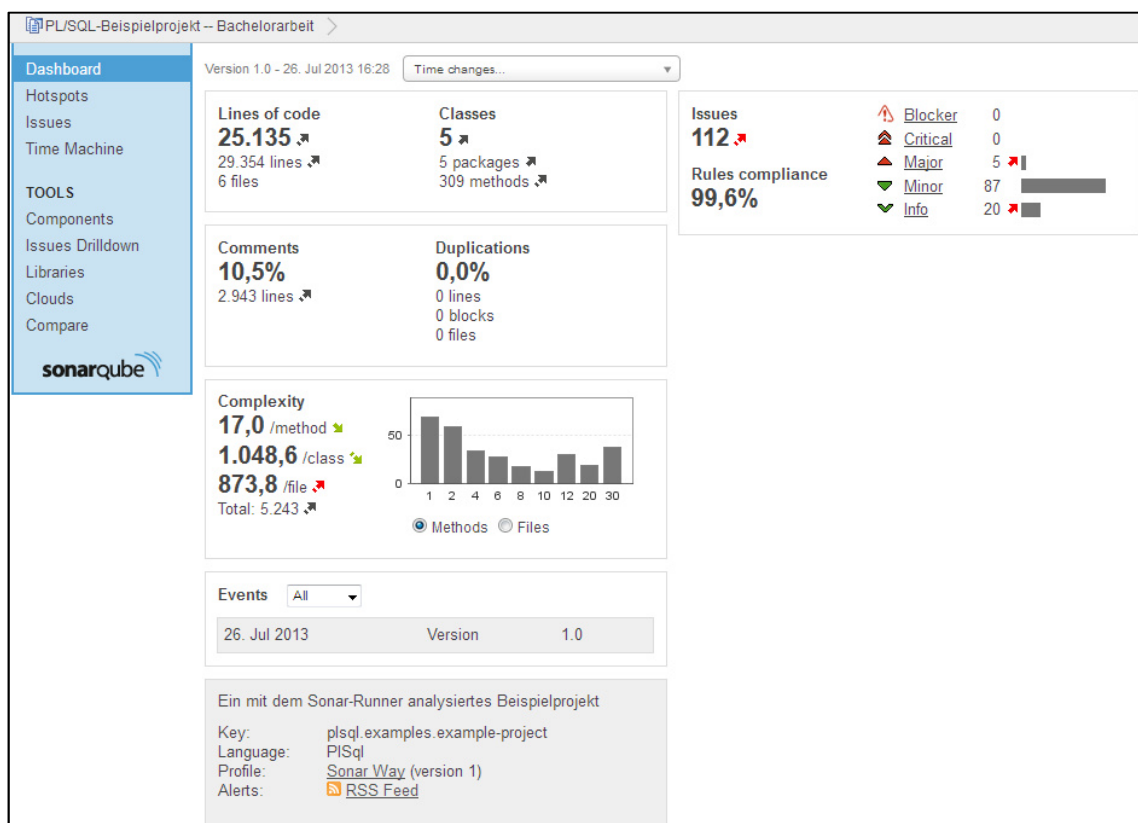 PL/SQL-Beispielprojekt -- Bachelorarbeit
Dashboard
Hotspots
Issues
Time Machine
TOOLS
Components
Issues Drilldown
Libraries
Clouds
Compare
sonarqube
Version 1.0 - 26. Jul 2013 16:28
Time changes...
Lines of code
25.135
29.354 lines
6 files
Classes
5
5 packages
309 methods
Comments
10,5%
2.943 lines
Duplications
0,0%
0 lines
0 blocks
0 files
Complexity
17,0 /method
1.048,6 /class
873,8 /file
Total: 5.243
50
0
1 2 4 6 8 10 12 20 30
Methods Files
Events All
26. Jul 2013 Version 1.0
Ein mit dem Sonar-Runner analysiertes Beispielprojekt
Key: plsql.examples.example-project
Language: PlSql
Profile: Sonar Way (version 1)
Alerts: RSS Feed
Issues
112
Rules compliance
99,6%
Blocker 0
Critical 0
Major 5
Minor 87
Info 20